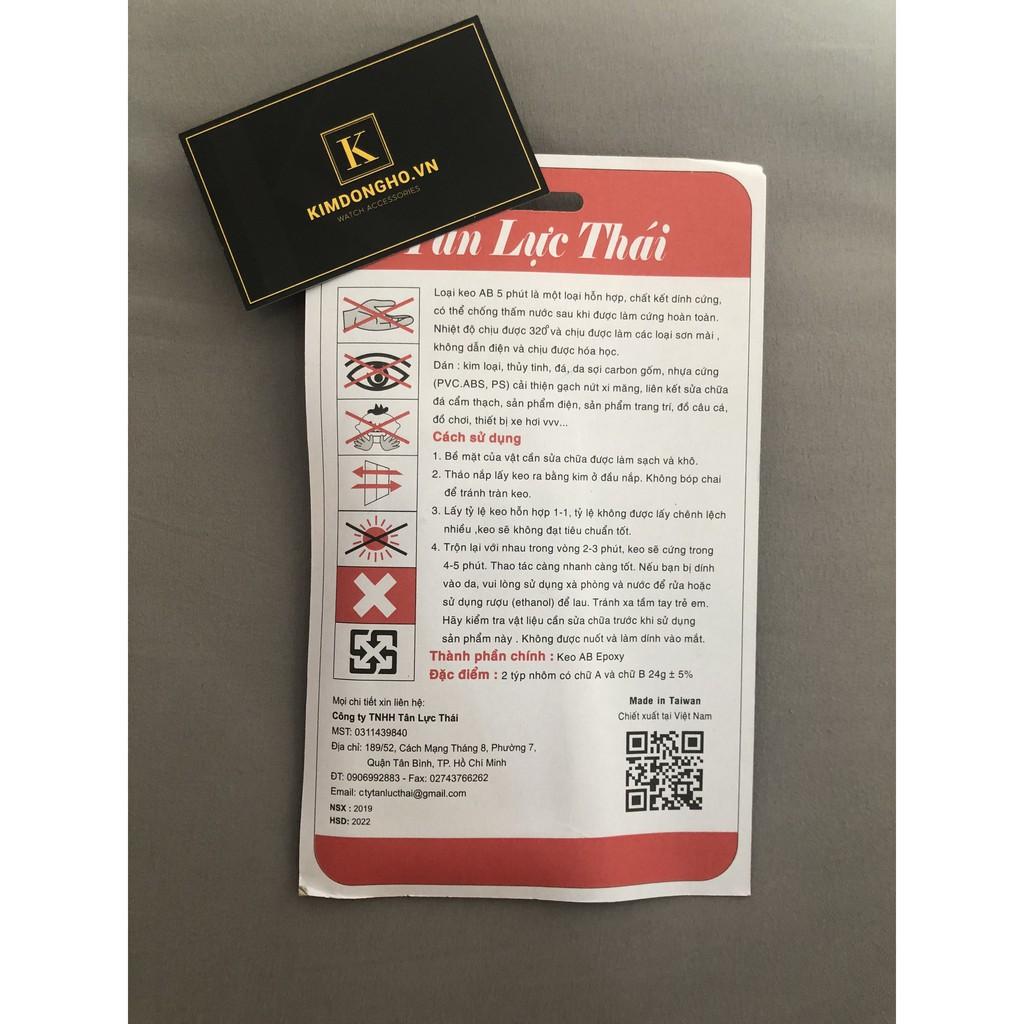 K
KIMDONGHO.VN
WATCH ACCESSORIES
Tân Lực Thái
Loại keo AB 5 phút là một loại hỗn hợp, chất kết dính cứng,
có thể chống thấm nước sau khi được làm cứng hoàn toàn.
Nhiệt độ chịu được 320º và chịu được làm các loại sơn mài ,
không dẫn điện và chịu được hóa học.
Dán : kim loại, thủy tinh, đá, da sợi carbon gốm, nhựa cứng
(PVC.ABS, PS) cải thiện gạch nứt xi măng, liên kết sửa chữa
đá cẩm thạch, sản phẩm điện, sản phẩm trang trí, đồ câu cá,
đồ chơi, thiết bị xe hơi vvv...
Cách sử dụng
1. Bề mặt của vật cần sửa chữa được làm sạch và khô.
2. Tháo nắp lấy keo ra bằng kim ở đầu nắp. Không bóp chai
để tránh tràn keo.
3. Lấy tỷ lệ keo hỗn hợp 1-1, tỷ lệ không được lấy chênh lệch
nhiều ,keo sẽ không đạt tiêu chuẩn tốt.
4. Trộn lại với nhau trong vòng 2-3 phút, keo sẽ cứng trong
4-5 phút. Thao tác càng nhanh càng tốt. Nếu bạn bị dính
vào da, vui lòng sử dụng xà phòng và nước để rửa hoặc
sử dụng rượu (ethanol) để lau. Tránh xa tầm tay trẻ em.
Hãy kiểm tra vật liệu cần sửa chữa trước khi sử dụng
sản phẩm này . Không được nuốt và làm dính vào mắt.
Thành phần chính : Keo AB Epoxy
Đặc điểm : 2 týp nhôm có chữ A và chữ B 24g ± 5%
Mọi chi tiết xin liên hệ:
Công ty TNHH Tân Lực Thái
MST: 0311439840
Địa chỉ: 189/52, Cách Mạng Tháng 8, Phường 7,
Quận Tân Bình, TP. Hồ Chí Minh
ĐT: 0906992883 - Fax: 02743766262
Email: ctytanlucthai@gmail.com
NSX : 2019
HSD: 2022
Made in Taiwan
Chiết xuất tại Việt Nam